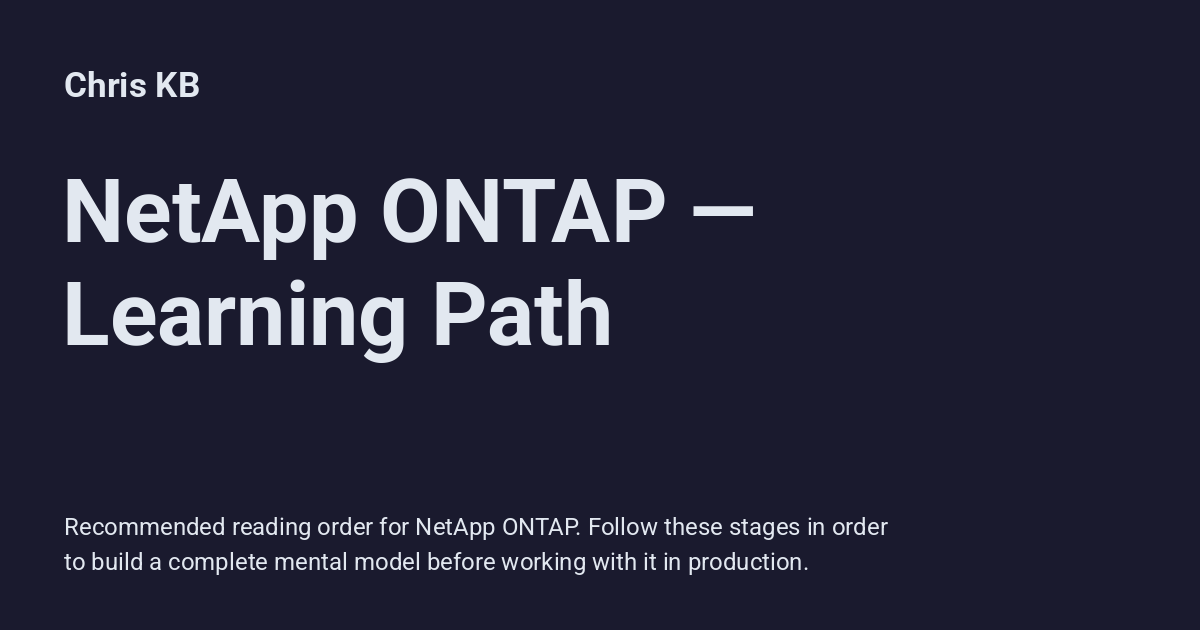 Chris KB
NetApp ONTAP —
Learning Path
Recommended reading order for NetApp ONTAP. Follow these stages in order
to build a complete mental model before working with it in production.